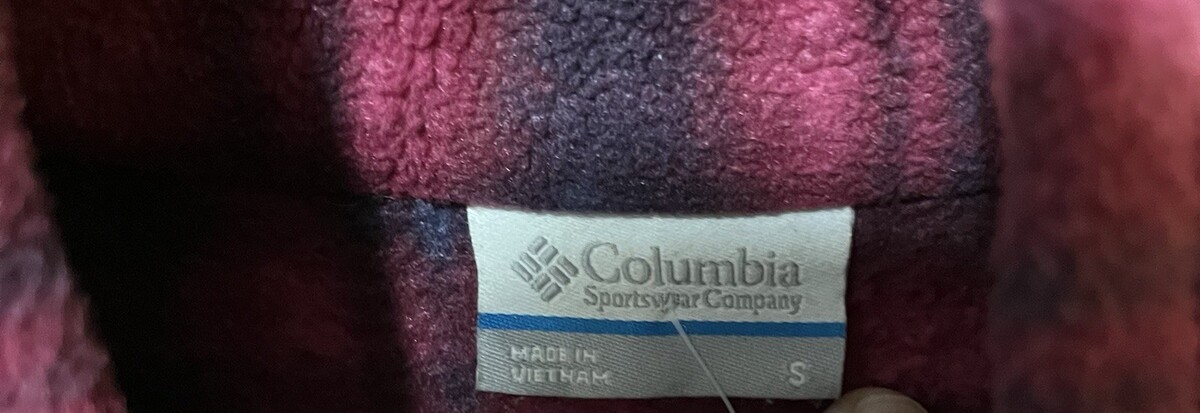 Columbia
Sportswear Company
MADE IN
VIETNAM
S